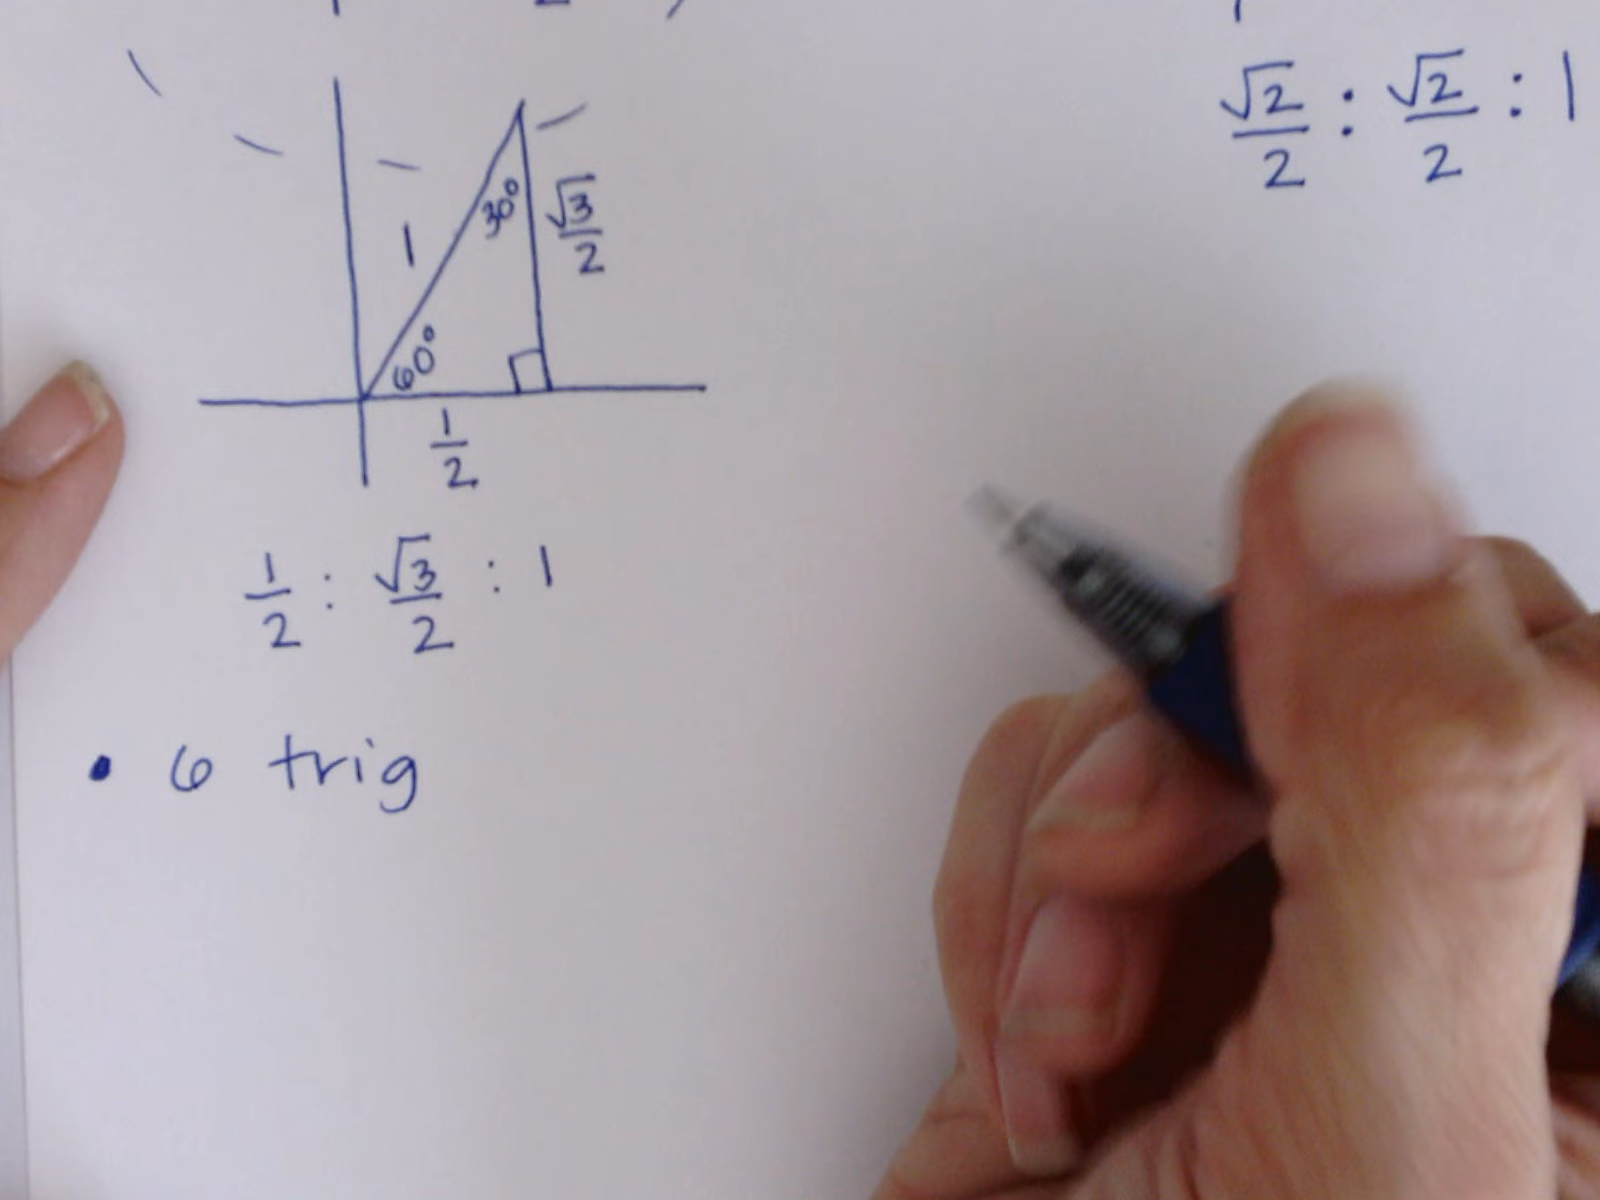 √2/2 : √2/2 : 1
30°
√3/2
1
60°
1/2
1/2 : √3/2 : 1
• 6 trig